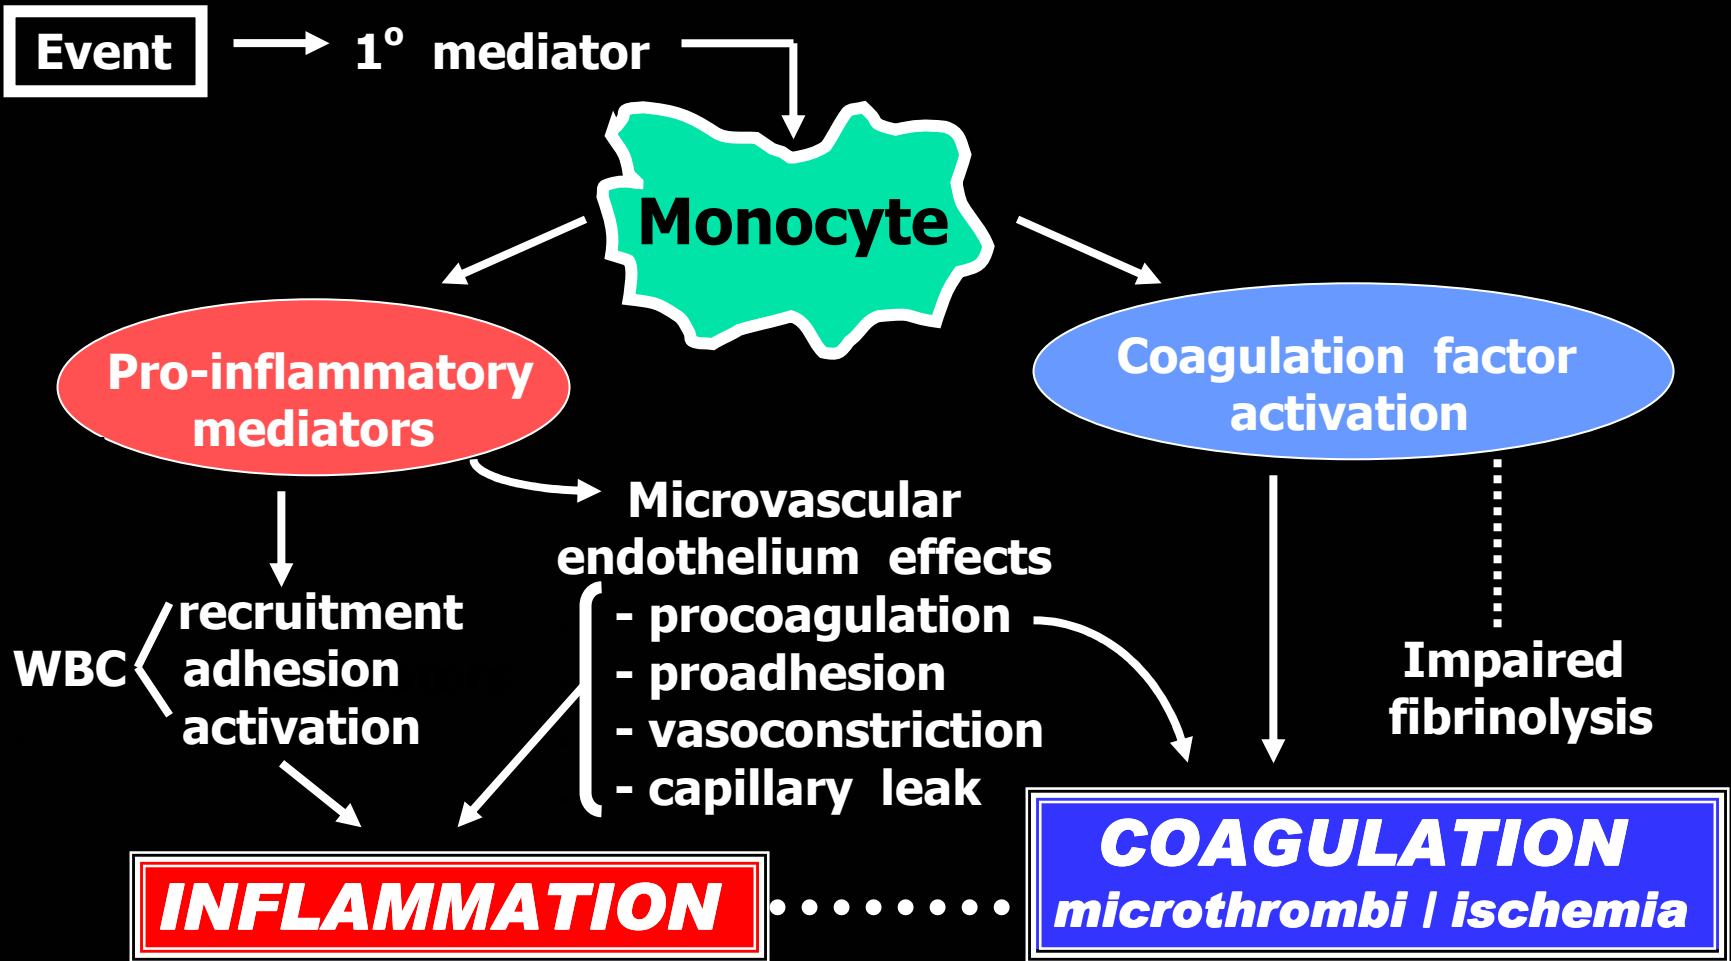 Event
1° mediator
Monocyte
Pro-inflammatory
mediators
Coagulation factor
activation
Microvascular
endothelium effects
- procoagulation
- proadhesion
- vasoconstriction
- capillary leak
WBC
recruitment
adhesion
activation
Impaired
fibrinolysis
INFLAMMATION
COAGULATION
microthrombi / ischemia